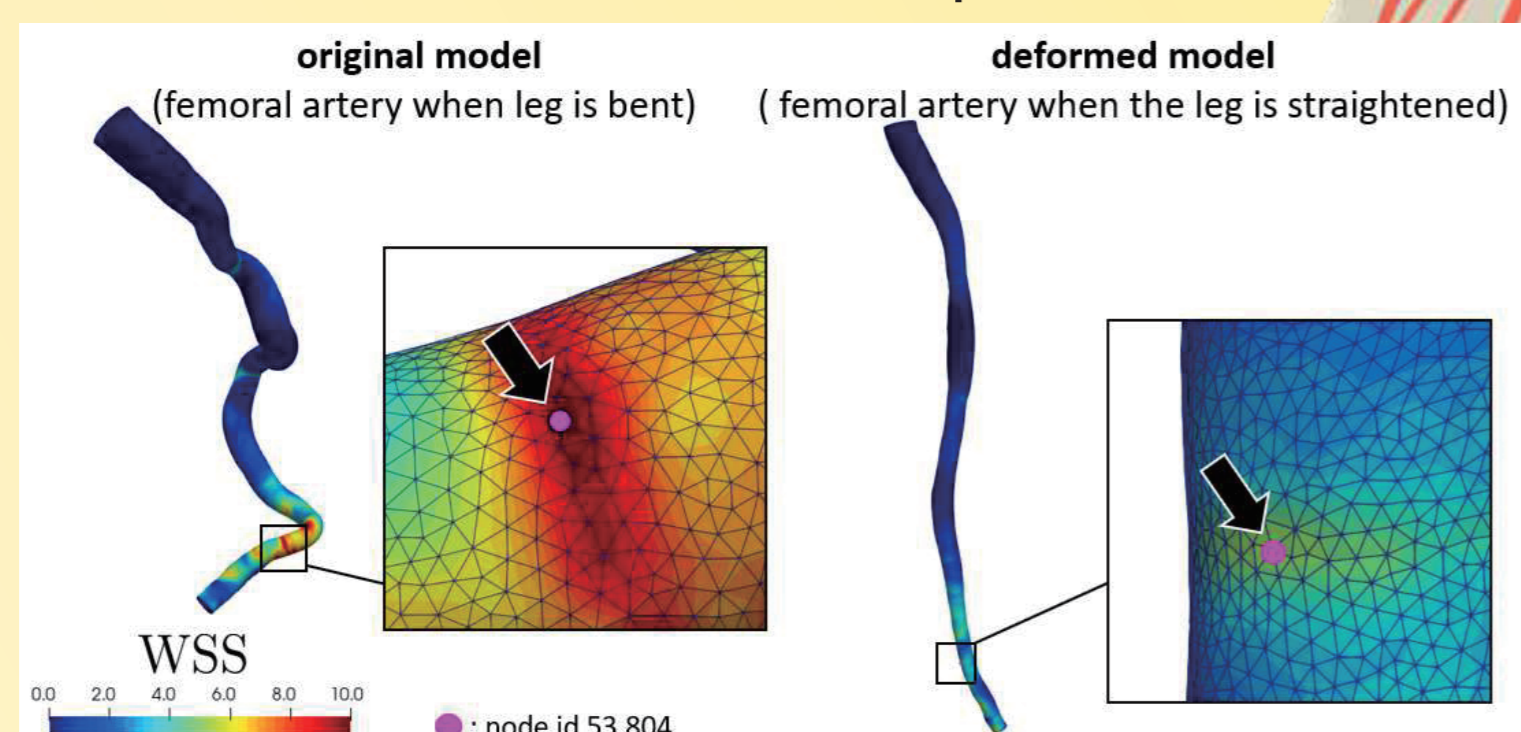 original model
(femoral artery when leg is bent)
deformed model
( femoral artery when the leg is straightened)
WSS
0.0 2.0 4.0 6.0 8.0 10.0
: node id 53,804